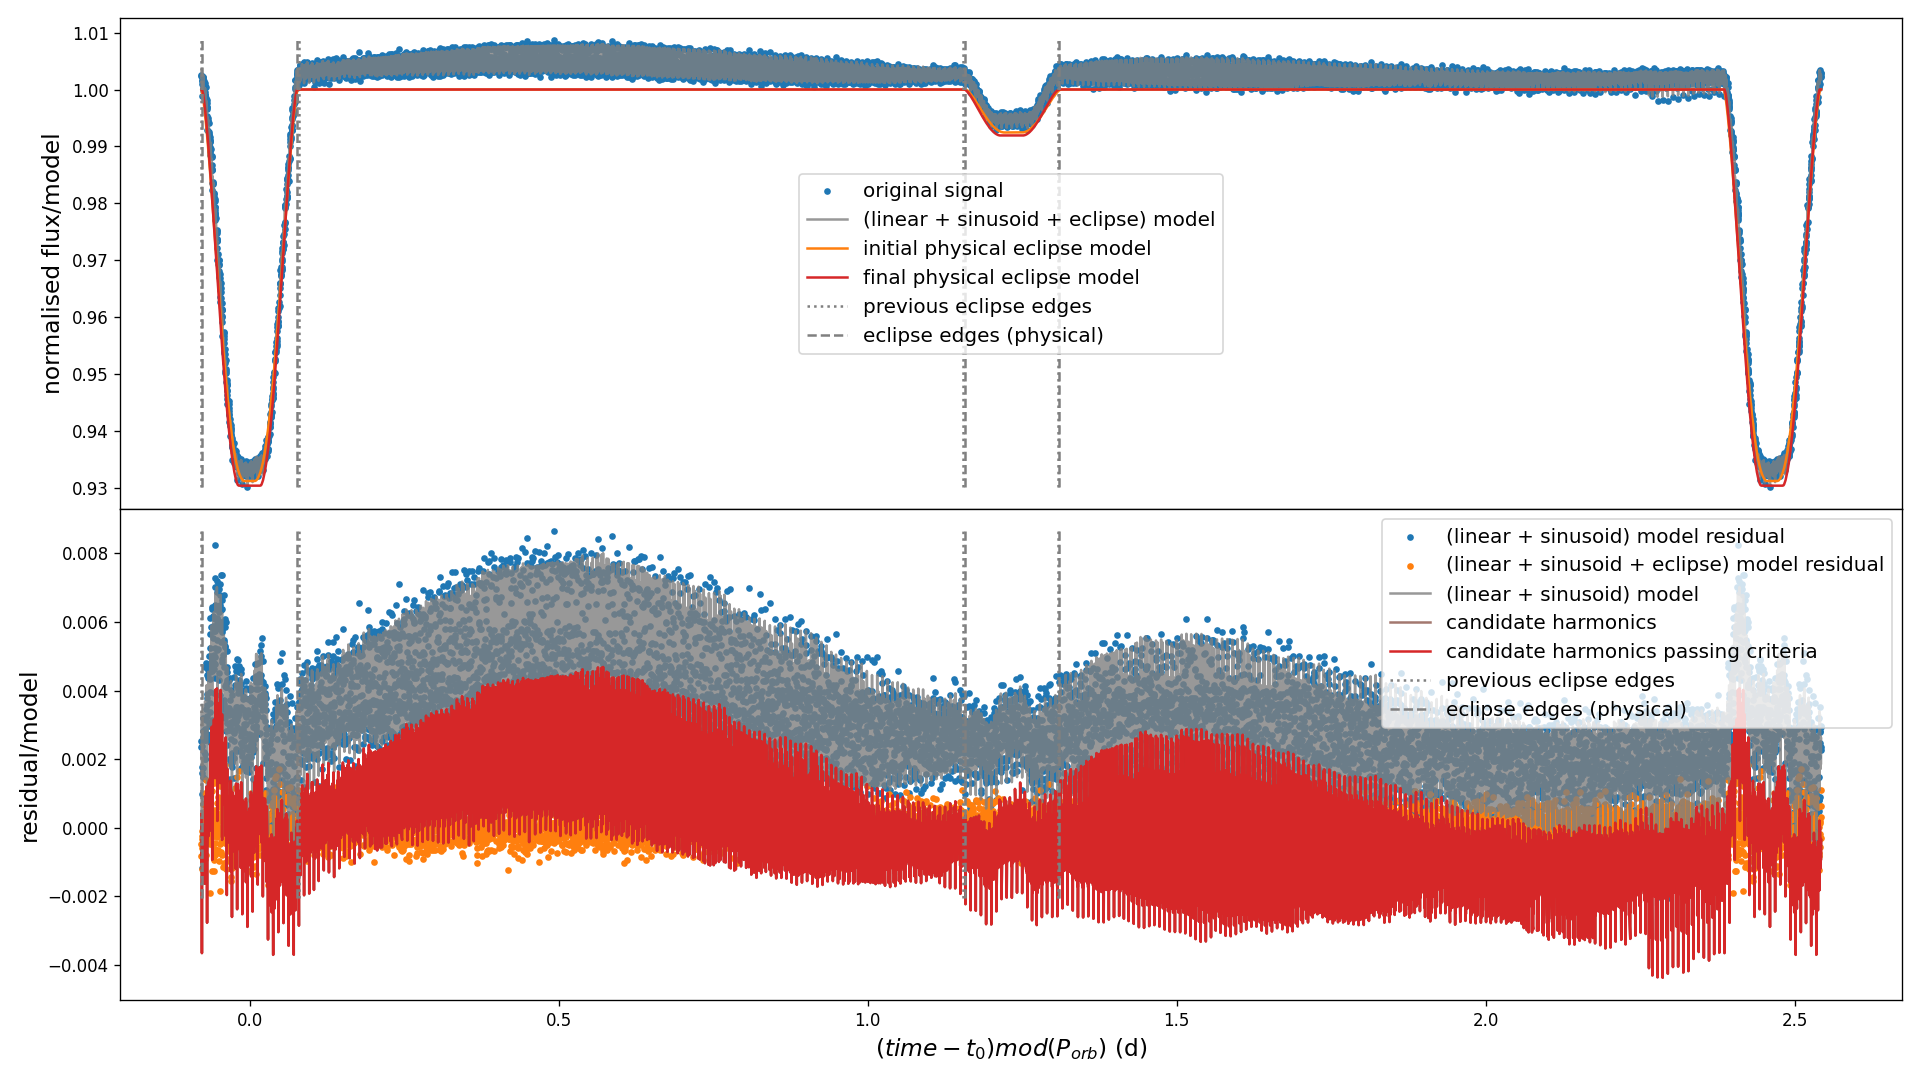 1.01
1.00
0.99
0.98
0.97
0.96
0.95
0.94
0.93
normalised flux/model
original signal
(linear + sinusoid + eclipse) model
initial physical eclipse model
final physical eclipse model
previous eclipse edges
eclipse edges (physical)
0.008
0.006
0.004
0.002
0.000
−0.002
−0.004
residual/model
(linear + sinusoid) model residual
(linear + sinusoid + eclipse) model residual
(linear + sinusoid) model
candidate harmonics
candidate harmonics passing criteria
previous eclipse edges
eclipse edges (physical)
0.0 0.5 1.0 1.5 2.0 2.5
(time − t₀)mod(P_orb) (d)